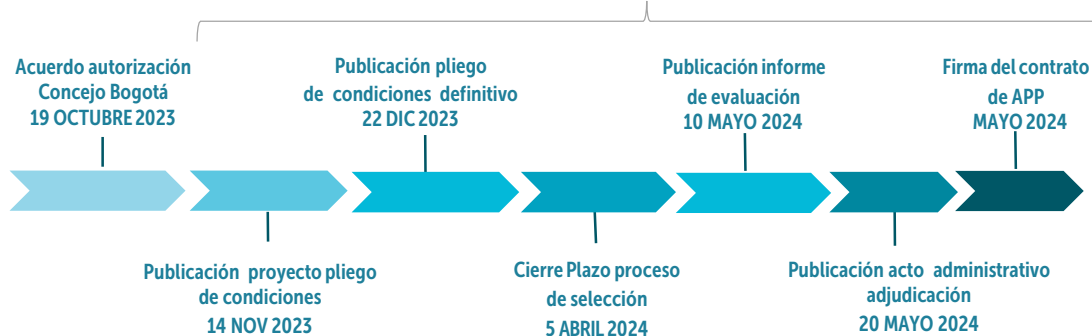 Acuerdo autorización
Concejo Bogotá
19 OCTUBRE 2023
Publicación proyecto pliego
de condiciones
14 NOV 2023
Publicación pliego
de condiciones definitivo
22 DIC 2023
Cierre Plazo proceso
de selección
5 ABRIL 2024
Publicación informe
de evaluación
10 MAYO 2024
Publicación acto administrativo
adjudicación
20 MAYO 2024
Firma del contrato
de APP
MAYO 2024